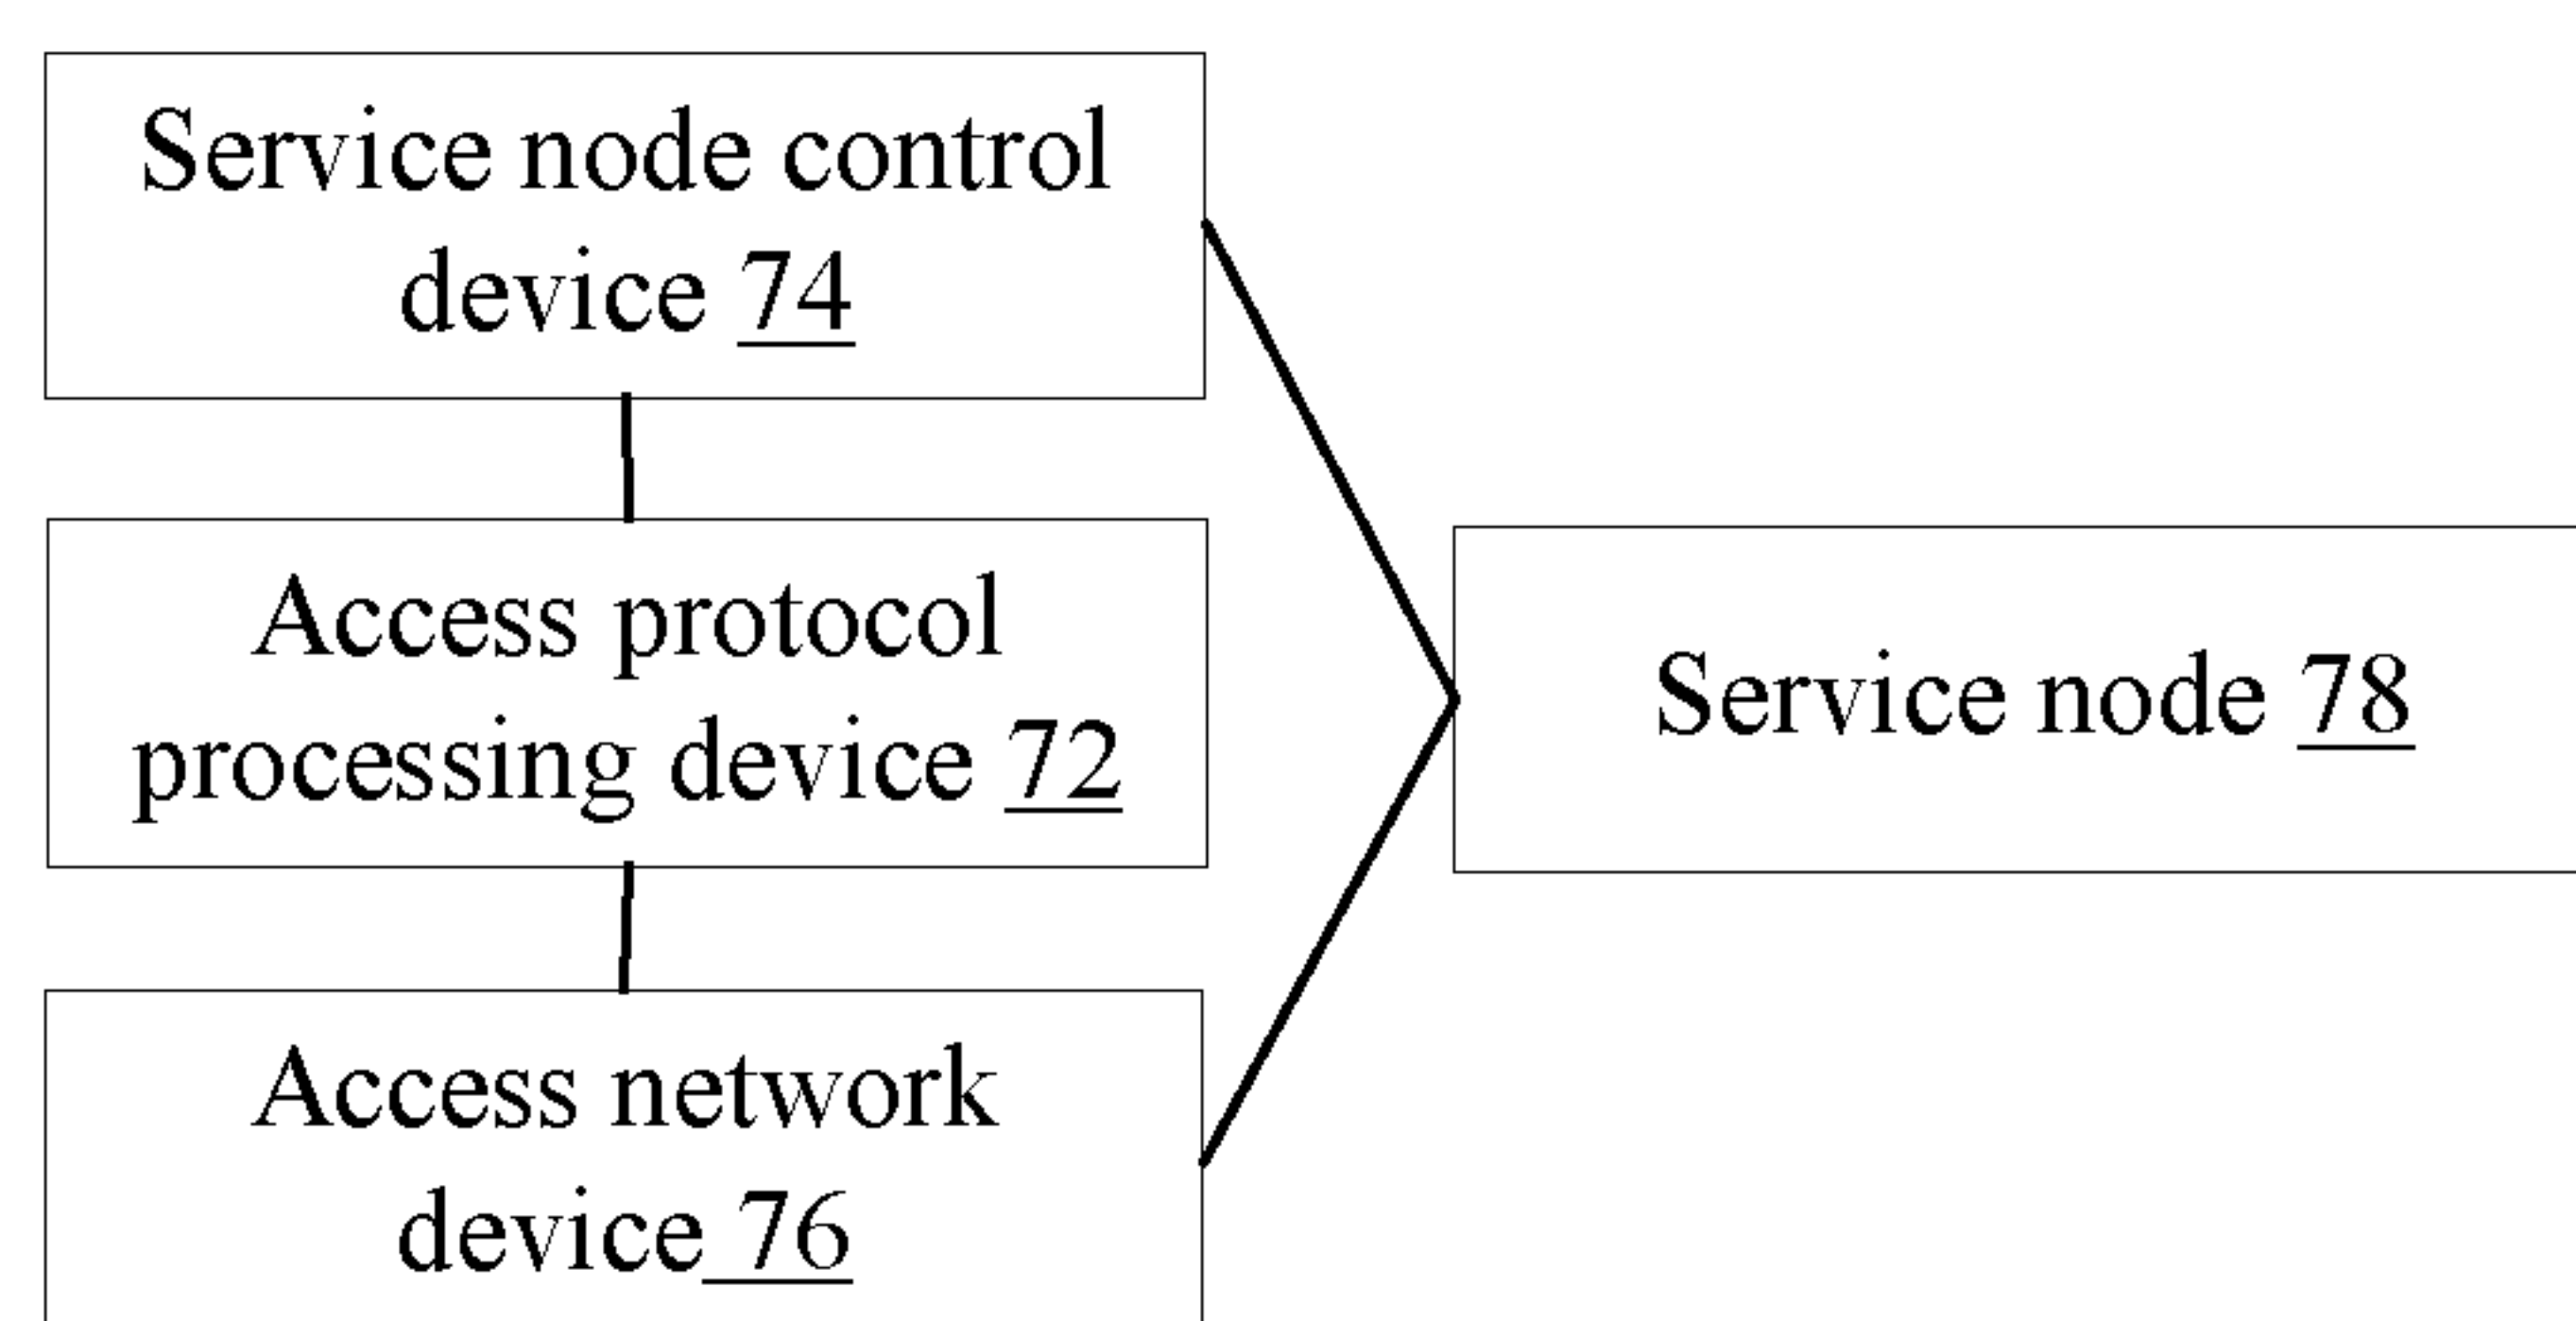 Service node control
device 74
Access protocol
processing device 72
Service node 78
Access network
device 76